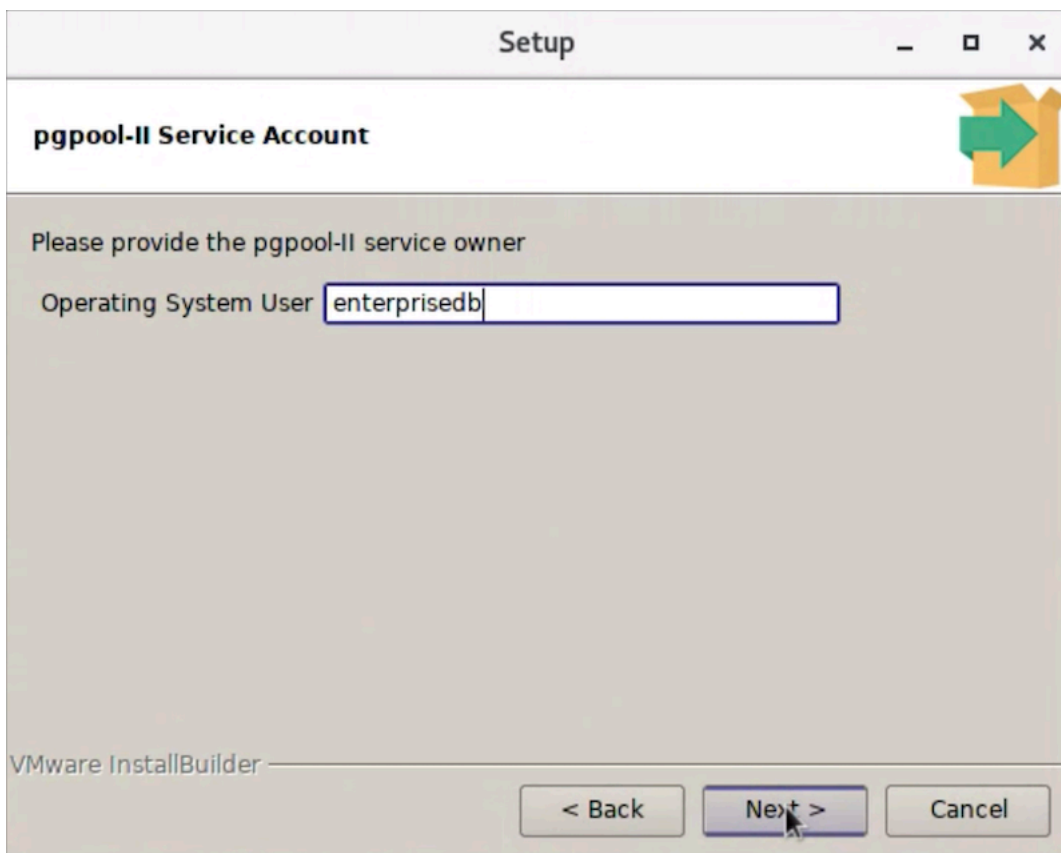 Setup
pgpool-II Service Account
Please provide the pgpool-II service owner
Operating System User enterprisedb
VMware InstallBuilder
< Back Next > Cancel